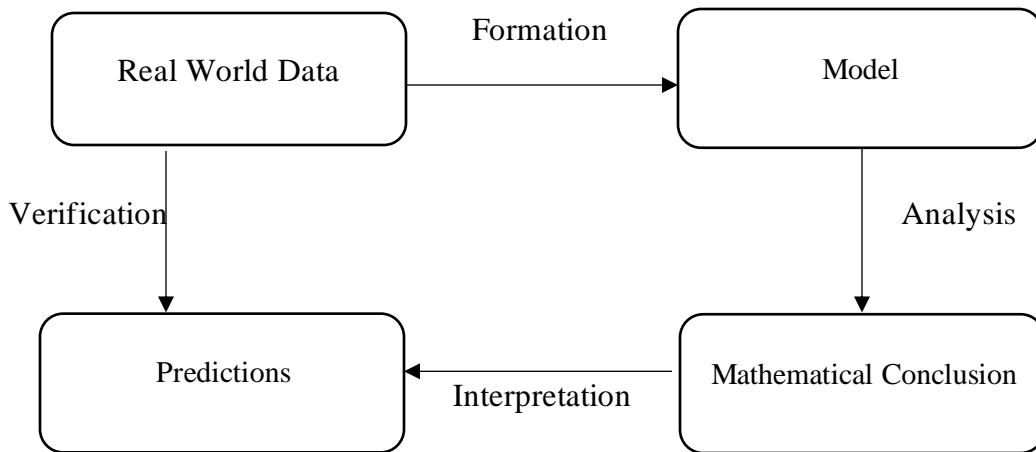 Formation
Real World Data
Model
Verification
Analysis
Predictions
Mathematical Conclusion
Interpretation